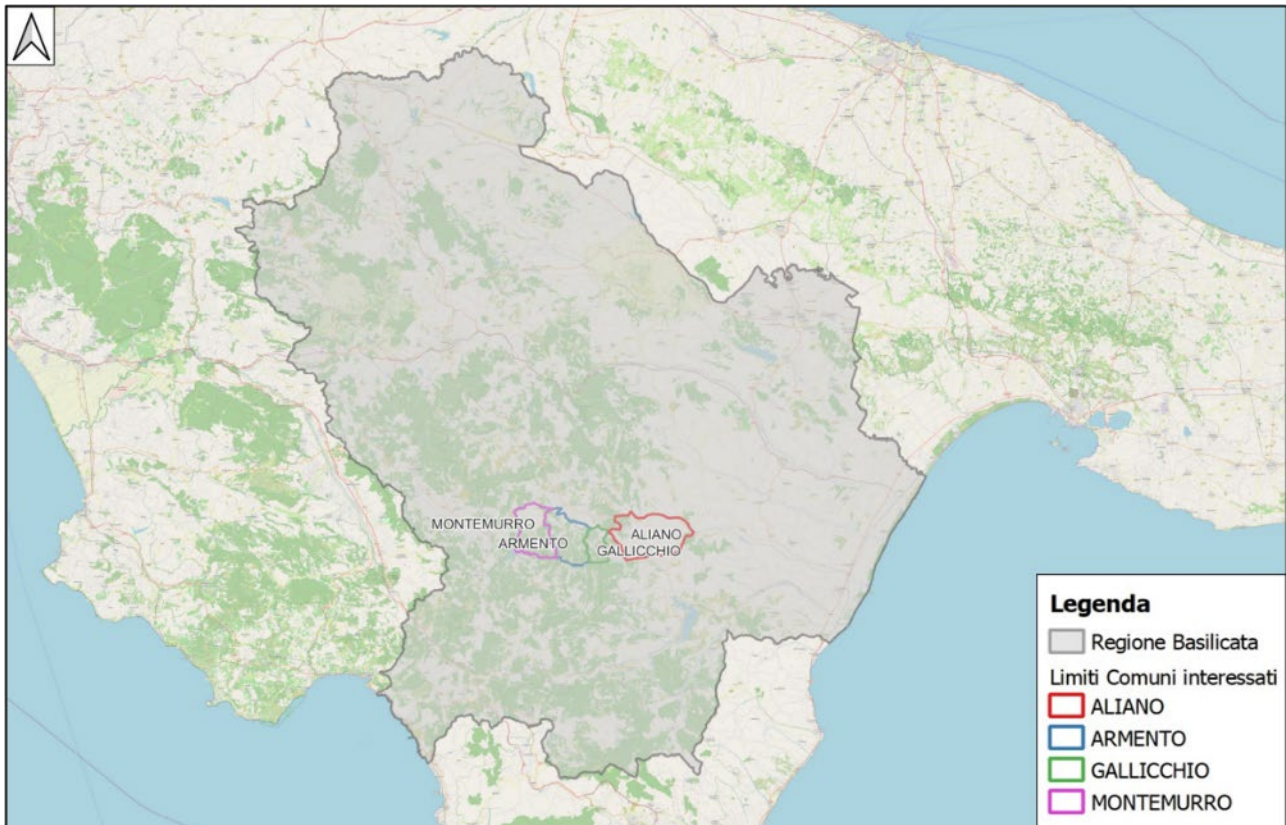 MONTEMURRO
ARMENTO
ALIANO
GALLICCHIO
Legenda
Regione Basilicata
Limiti Comuni interessati
ALIANO
ARMENTO
GALLICCHIO
MONTEMURRO